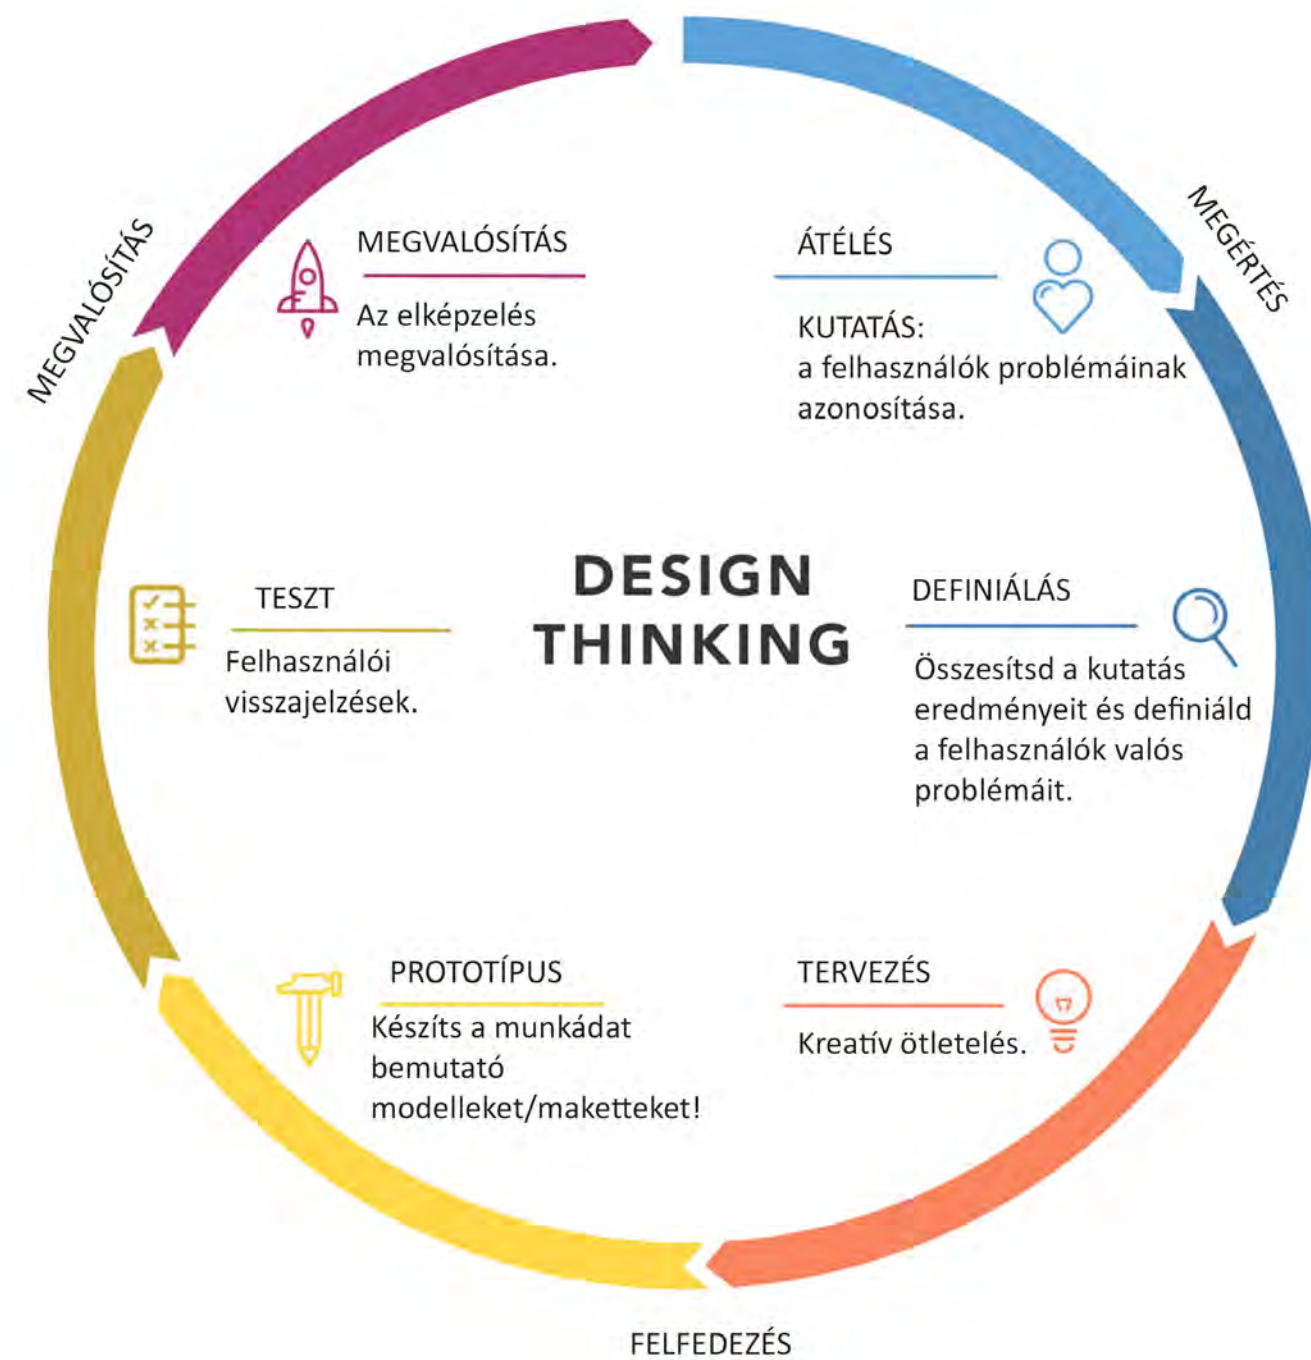 DESIGN
THINKING
MEGÉRTÉS
ÁTÉLÉS
KUTATÁS:
a felhasználók problémáinak
azonosítása.
DEFINIÁLÁS
Összesítsd a kutatás
eredményeit és definiáld
a felhasználók valós
problémáit.
FELFEDEZÉS
TERVEZÉS
Kreatív ötletelés.
PROTOTÍPUS
Készíts a munkádat
bemutató
modelleket/maketteket!
MEGVALÓSÍTÁS
TESZT
Felhasználói
visszajelzések.
MEGVALÓSÍTÁS
Az elképzelés
megvalósítása.